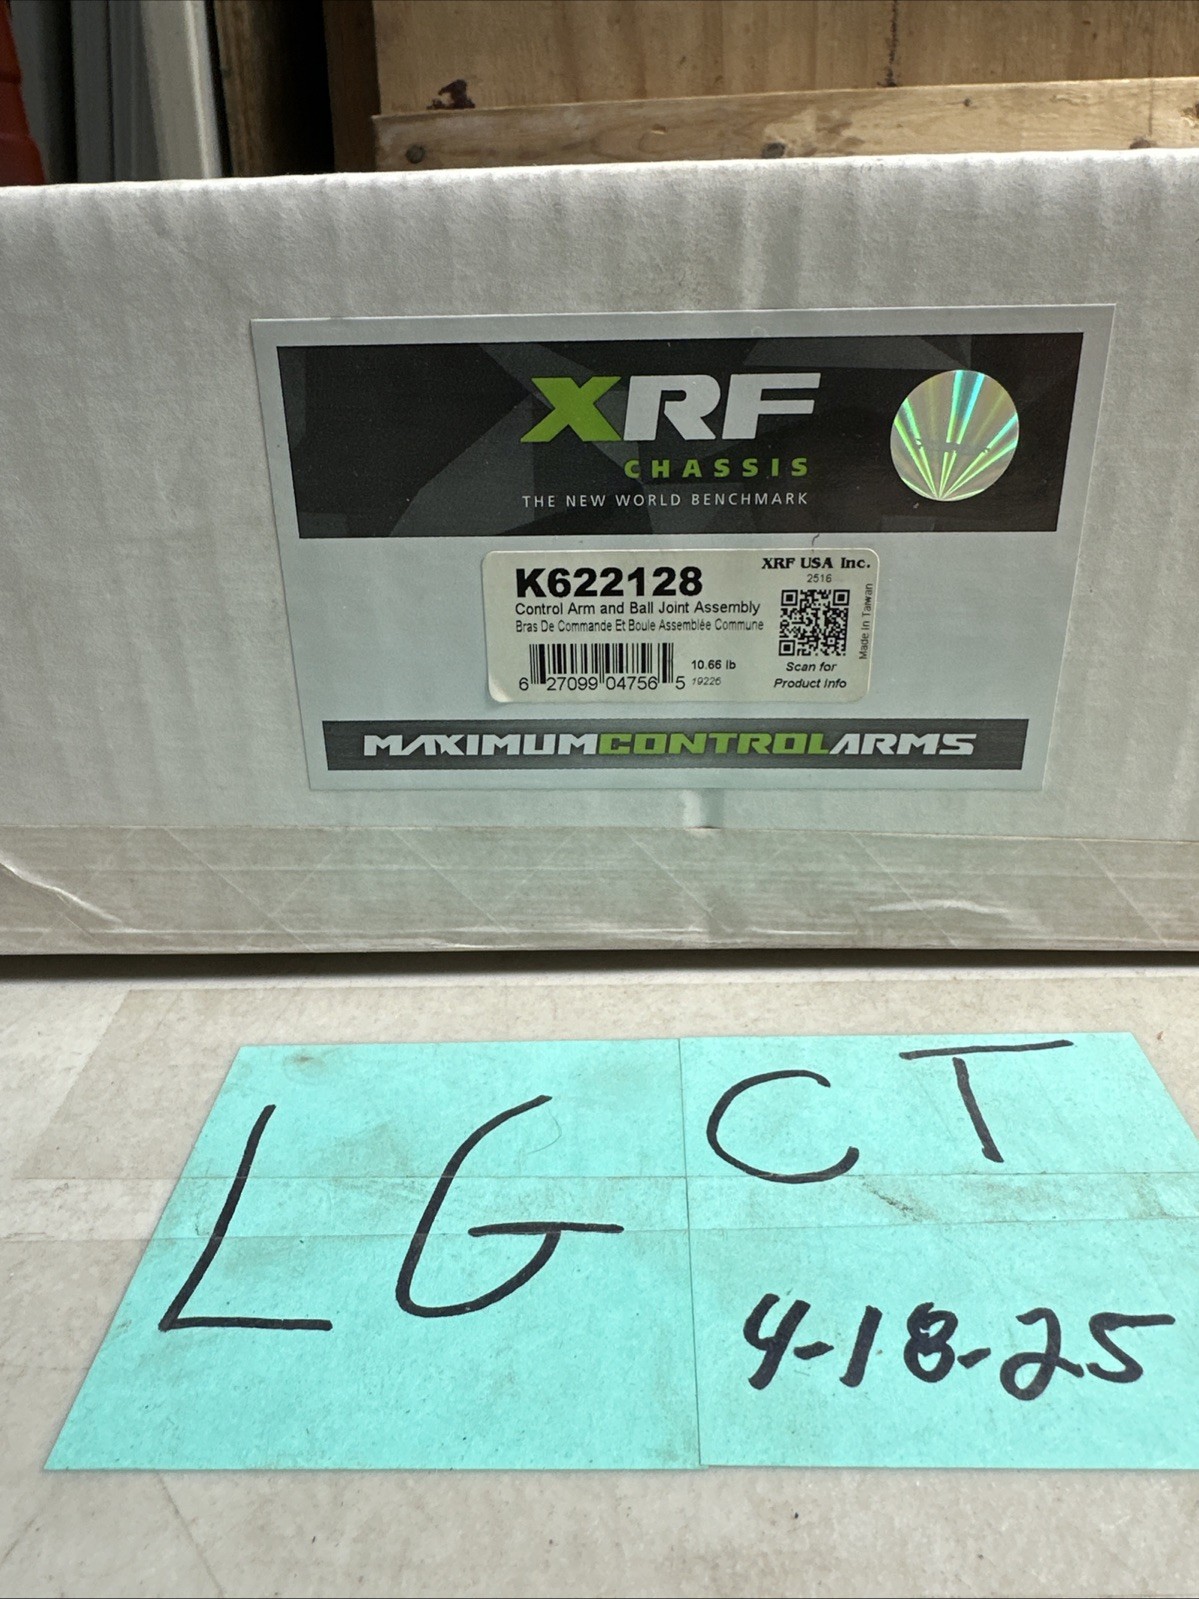 XRF
CHASSIS
THE NEW WORLD BENCHMARK
K622128
Control Arm and Ball Joint Assembly
Bras De Commande Et Boule Assemblée Commune
6 27099 04756 5
10.66 lb
19226
XRF USA Inc.
2516
Made in Taiwan
Scan for
Product Info
MAXIMUMCONTROLARMS
LG
CT
4-18-25